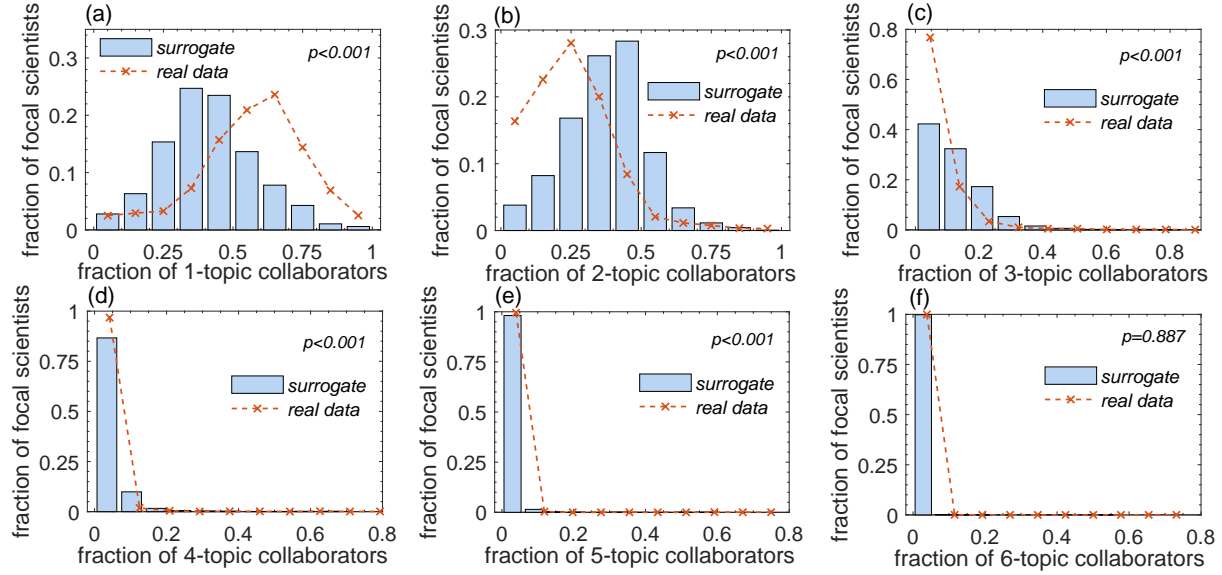 (a)
0.3
0.2
0.1
0
surrogate
real data
p<0.001
0 0.25 0.5 0.75 1
fraction of 1-topic collaborators
fraction of focal scientists
(b)
0.3
0.2
0.1
0
p<0.001
surrogate
real data
0 0.25 0.5 0.75 1
fraction of 2-topic collaborators
fraction of focal scientists
(c)
0.8
0.6
0.4
0.2
0
p<0.001
surrogate
real data
0 0.2 0.4 0.6 0.8
fraction of 3-topic collaborators
fraction of focal scientists
(d)
1
0.75
0.5
0.25
0
p<0.001
surrogate
real data
0 0.2 0.4 0.6 0.8
fraction of 4-topic collaborators
fraction of focal scientists
(e)
1
0.75
0.5
0.25
0
p<0.001
surrogate
real data
0 0.2 0.4 0.6 0.8
fraction of 5-topic collaborators
fraction of focal scientists
(f)
1
0.75
0.5
0.25
0
p=0.887
surrogate
real data
0 0.2 0.4 0.6 0.8
fraction of 6-topic collaborators
fraction of focal scientists